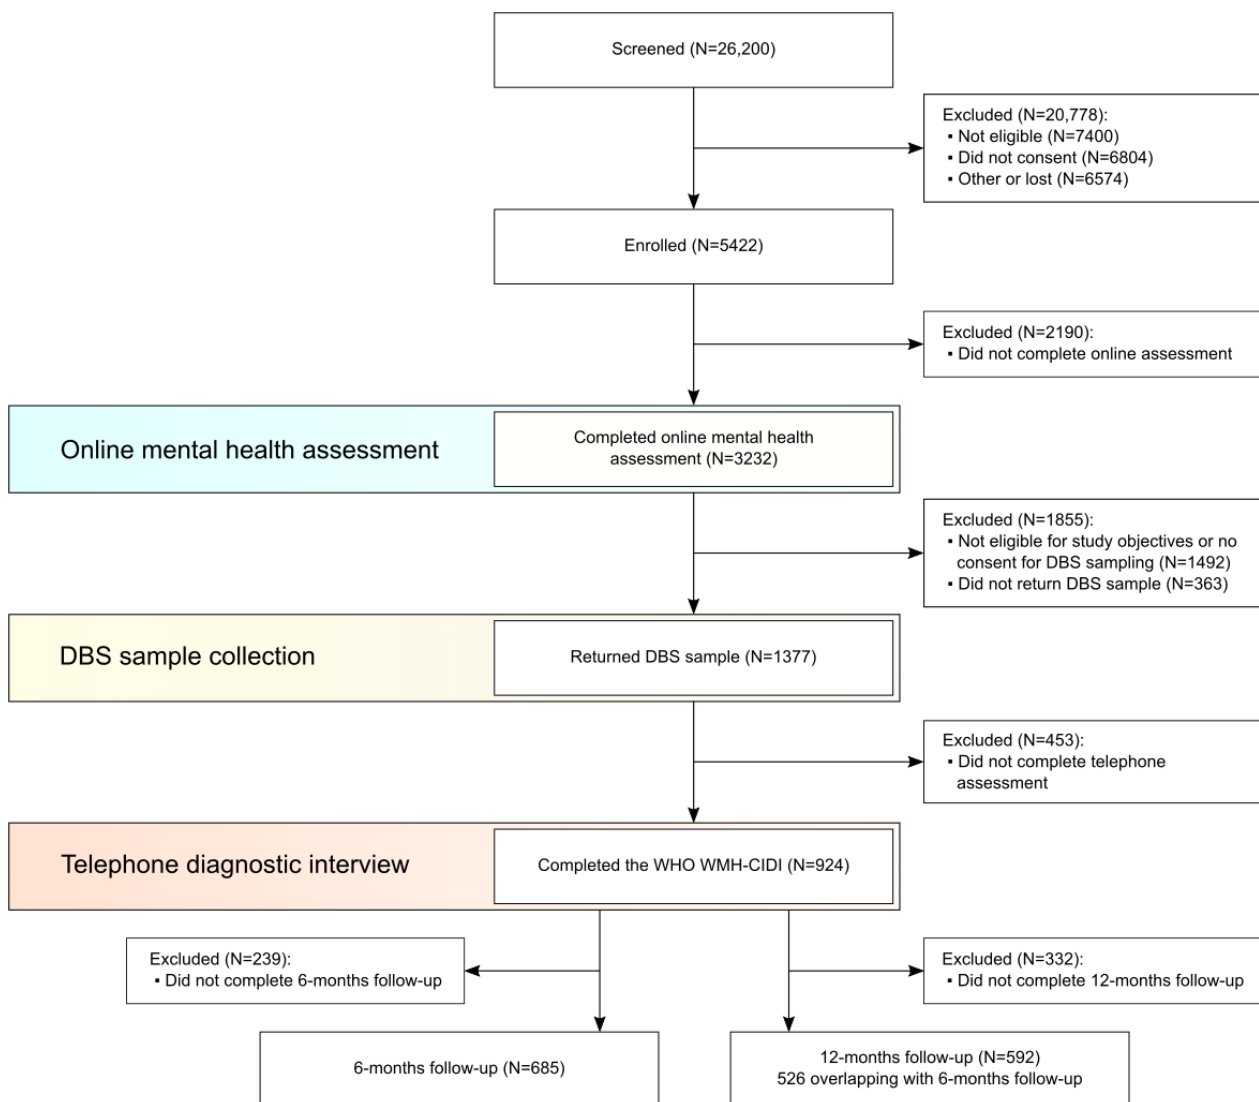 Screened (N=26,200)
Excluded (N=20,778):
▪ Not eligible (N=7400)
▪ Did not consent (N=6804)
▪ Other or lost (N=6574)
Enrolled (N=5422)
Excluded (N=2190):
▪ Did not complete online assessment
Online mental health assessment
Completed online mental health
assessment (N=3232)
Excluded (N=1855):
▪ Not eligible for study objectives or no
consent for DBS sampling (N=1492)
▪ Did not return DBS sample (N=363)
DBS sample collection
Returned DBS sample (N=1377)
Excluded (N=453):
▪ Did not complete telephone
assessment
Telephone diagnostic interview
Completed the WHO WMH-CIDI (N=924)
Excluded (N=239):
▪ Did not complete 6-months follow-up
Excluded (N=332):
▪ Did not complete 12-months follow-up
6-months follow-up (N=685)
12-months follow-up (N=592)
526 overlapping with 6-months follow-up